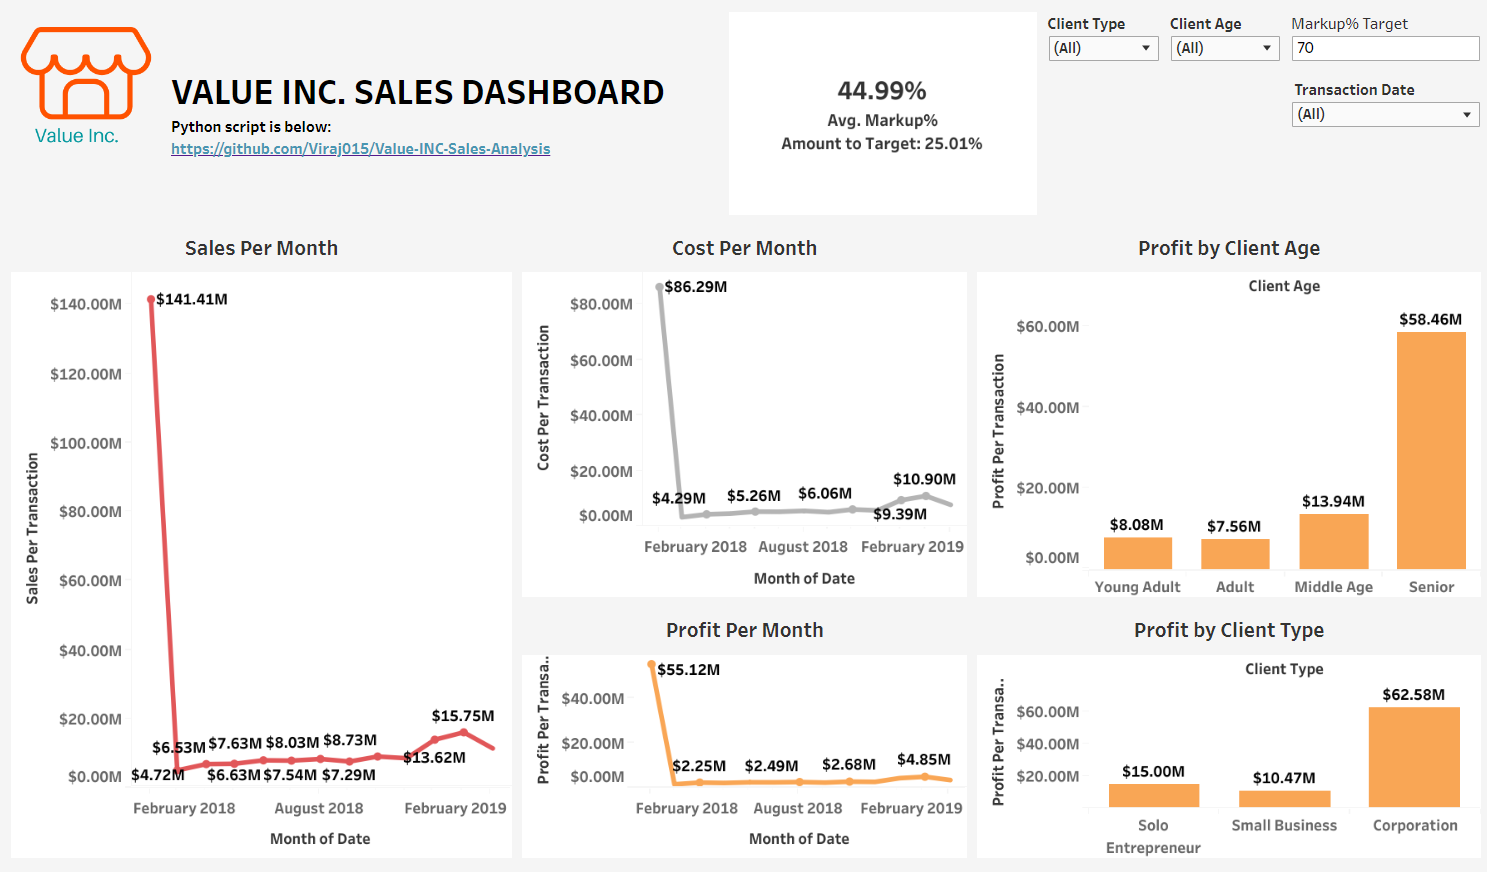 Value Inc.
VALUE INC. SALES DASHBOARD
Python script is below:
https://github.com/Viraj015/Value-INC-Sales-Analysis
44.99%
Avg. Markup%
Amount to Target: 25.01%
Client Type
(All)
Client Age
(All)
Markup% Target
70
Transaction Date
(All)
Sales Per Month
Sales Per Transaction
$140.00M
$120.00M
$100.00M
$80.00M
$60.00M
$40.00M
$20.00M
$0.00M
$141.41M
$4.72M
$6.53M
$6.63M
$7.63M
$7.54M
$8.03M
$7.29M
$8.73M
$13.62M
$15.75M
February 2018
August 2018
February 2019
Month of Date
Cost Per Month
Cost Per Transaction
$80.00M
$60.00M
$40.00M
$20.00M
$0.00M
$86.29M
$4.29M
$5.26M
$6.06M
$9.39M
$10.90M
February 2018
August 2018
February 2019
Month of Date
Profit by Client Age
Client Age
Profit Per Transaction
$60.00M
$40.00M
$20.00M
$0.00M
$8.08M
$7.56M
$13.94M
$58.46M
Young Adult
Adult
Middle Age
Senior
Profit Per Month
Profit Per Transa..
$40.00M
$20.00M
$0.00M
$55.12M
$2.25M
$2.49M
$2.68M
$4.85M
February 2018
August 2018
February 2019
Month of Date
Profit by Client Type
Client Type
Profit Per Transa..
$60.00M
$40.00M
$20.00M
$15.00M
$10.47M
$62.58M
Solo
Entrepreneur
Small Business
Corporation